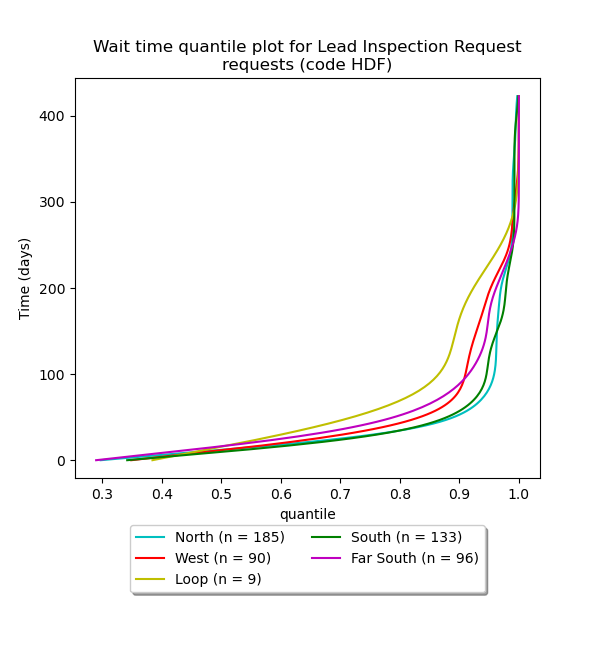 Wait time quantile plot for Lead Inspection Request
requests (code HDF)
400
300
200
100
0
Time (days)
0.3 0.4 0.5 0.6 0.7 0.8 0.9 1.0
quantile
North (n = 185) South (n = 133)
West (n = 90) Far South (n = 96)
Loop (n = 9)